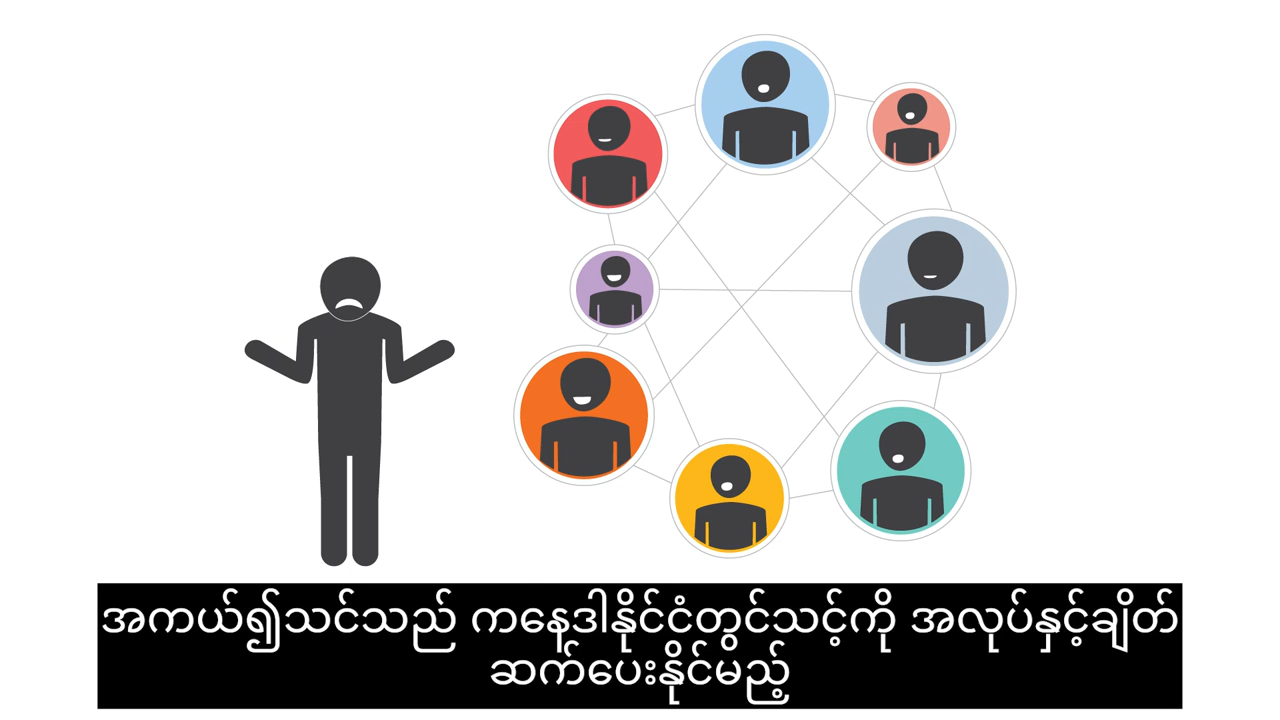 အကယ်၍သင်သည် ကနေဒါနိုင်ငံတွင်သင့်ကို အလုပ်နှင့်ချိတ်
ဆက်ပေးနိုင်မည့်